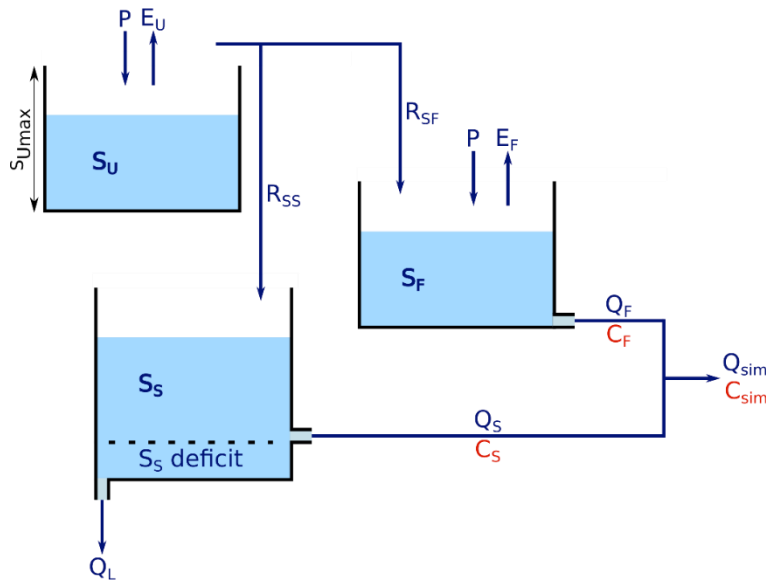 P E_U
S_Umax
S_U
R_SF
R_SS
P E_F
S_F
Q_F
C_F
Q_sim
C_sim
S_S
Q_S
C_S
S_S deficit
Q_L